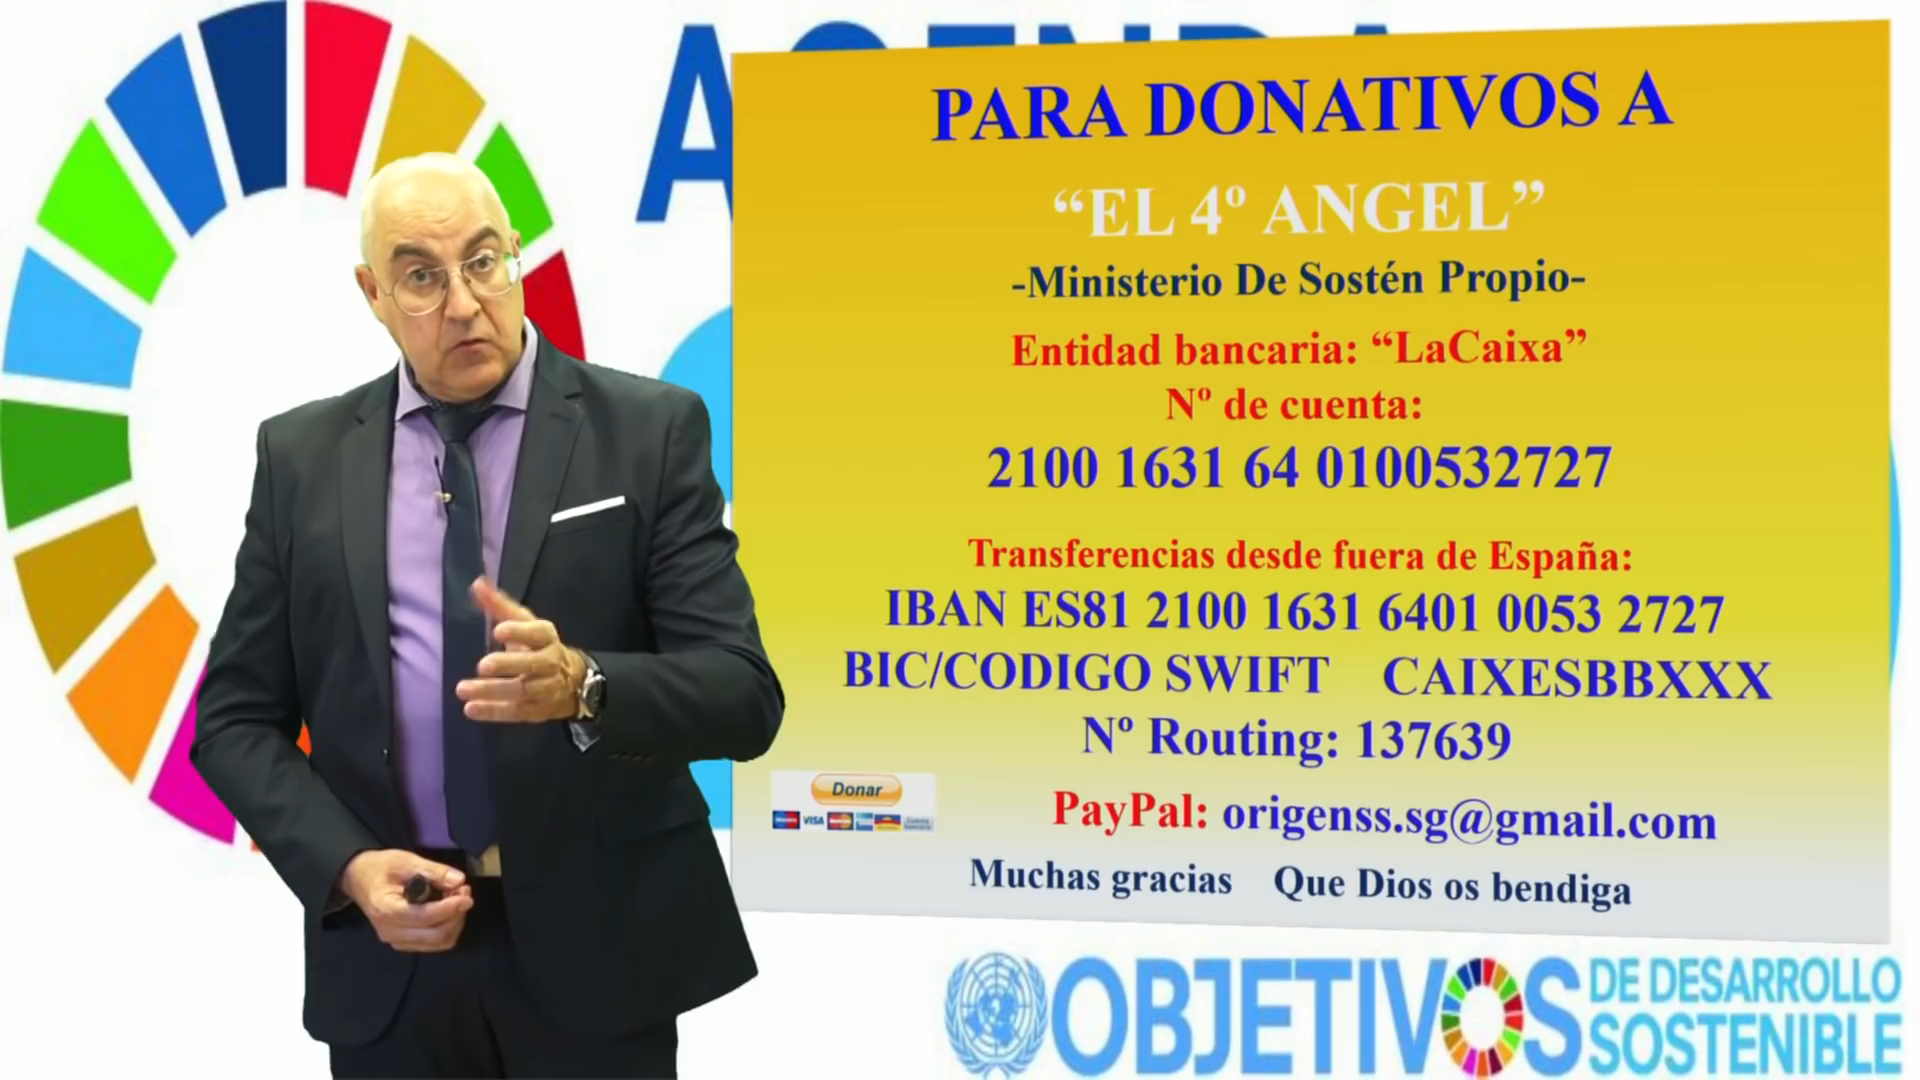 AGENDA
PARA DONATIVOS A
“EL 4º ANGEL”
-Ministerio De Sostén Propio-
Entidad bancaria: “LaCaixa”
Nº de cuenta:
2100 1631 64 0100532727
Transferencias desde fuera de España:
IBAN ES81 2100 1631 6401 0053 2727
BIC/CODIGO SWIFT CAIXESBBXXX
Nº Routing: 137639
Donar
VISA
PayPal: origenss.sg@gmail.com
Muchas gracias Que Dios os bendiga
OBJETIVOS
DE DESARROLLO
SOSTENIBLE